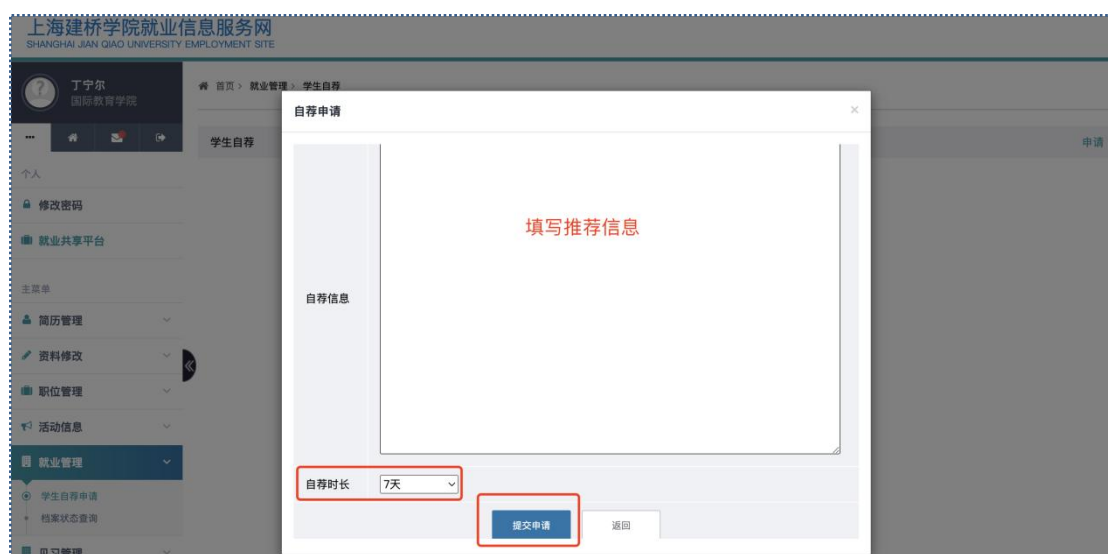 上海建桥学院就业信息服务网
SHANGHAI JIAN QIAO UNIVERSITY EMPLOYMENT SITE
丁宁尔
国际教育学院
首页 > 就业管理 > 学生自荐
自荐申请
×
学生自荐
申请
个人
修改密码
就业共享平台
填写推荐信息
主菜单
自荐信息
简历管理
资料修改
职位管理
活动信息
就业管理
自荐时长 7天
学生自荐申请
档案状态查询
提交申请 返回
见习管理